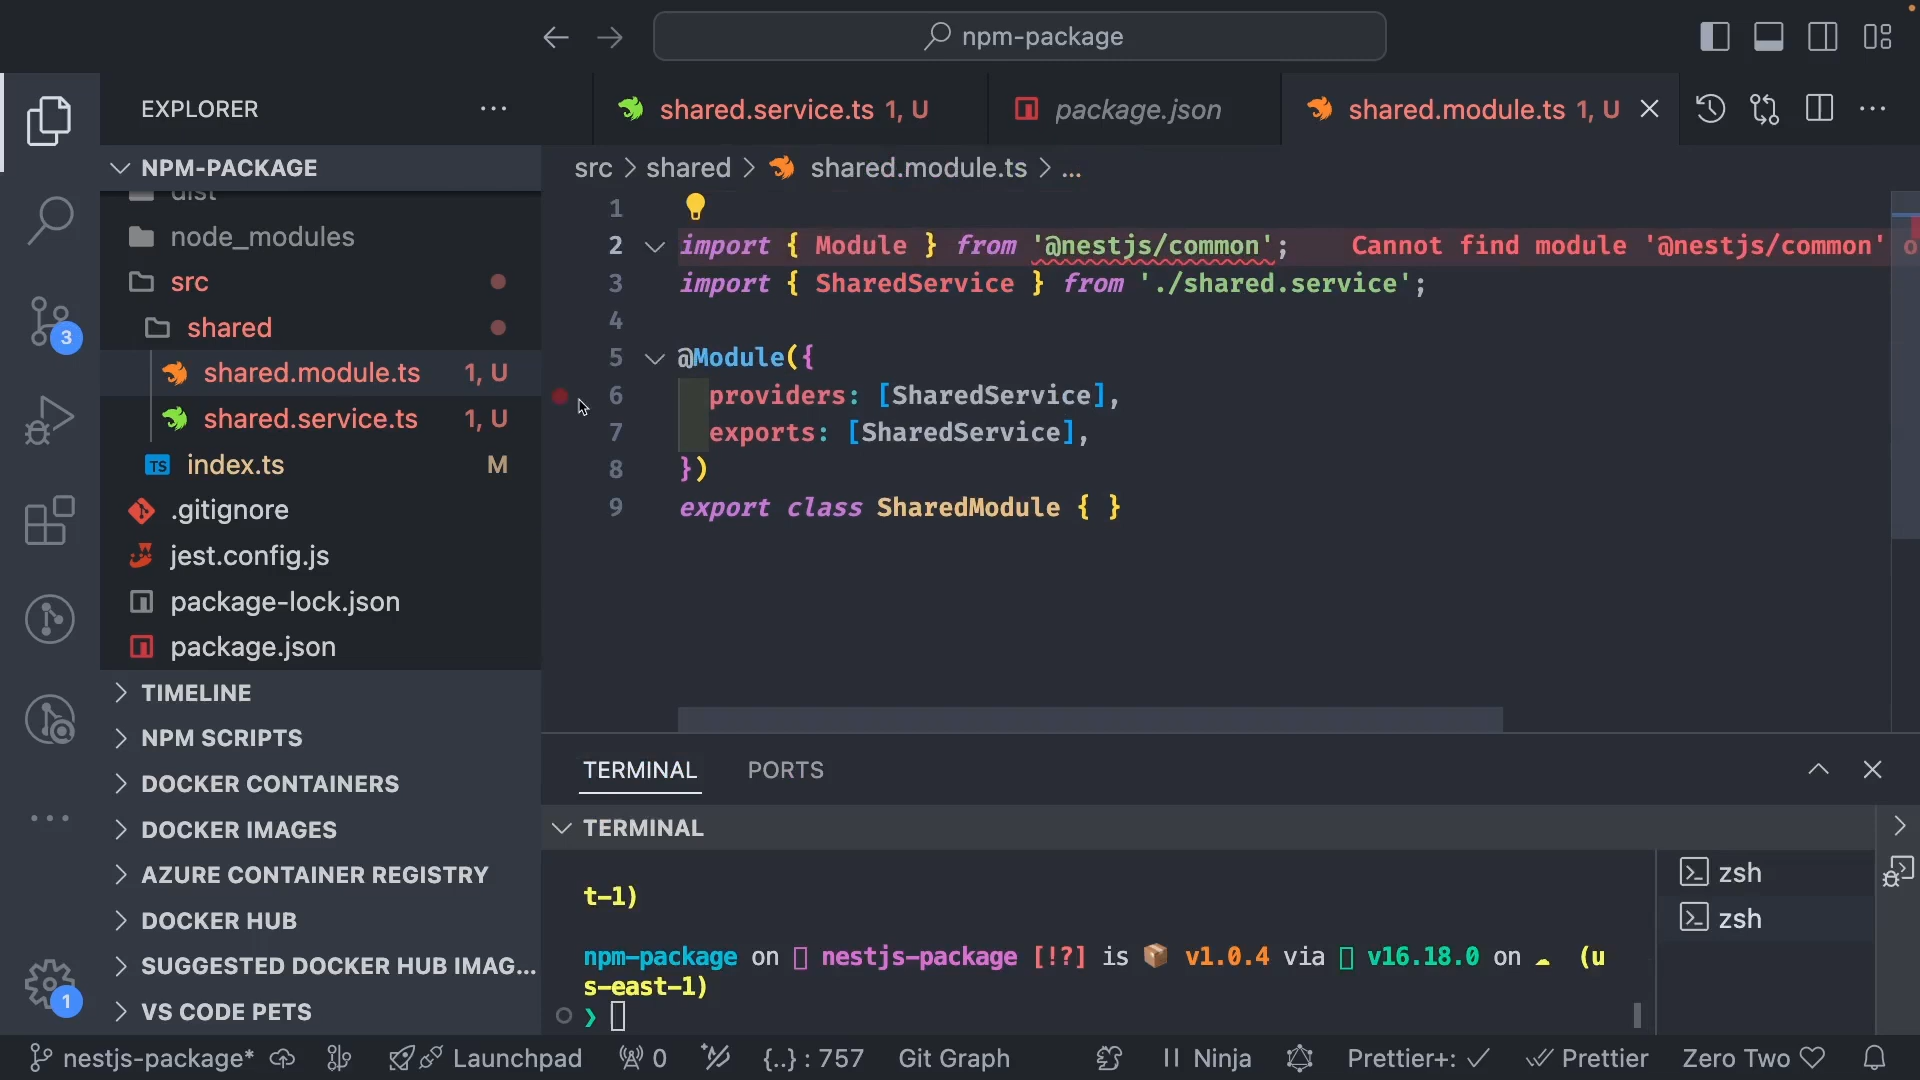 npm-package
EXPLORER
shared.service.ts 1, U
package.json
shared.module.ts 1, U
NPM-PACKAGE
src > shared > shared.module.ts > ...
dist
node_modules
src
shared
shared.module.ts 1, U
shared.service.ts 1, U
index.ts M
.gitignore
jest.config.js
package-lock.json
package.json
TIMELINE
NPM SCRIPTS
DOCKER CONTAINERS
DOCKER IMAGES
AZURE CONTAINER REGISTRY
DOCKER HUB
SUGGESTED DOCKER HUB IMAG...
VS CODE PETS
3
1
1
2 import { Module } from '@nestjs/common'; Cannot find module '@nestjs/common' o
3 import { SharedService } from './shared.service';
4
5 @Module({
6 providers: [SharedService],
7 exports: [SharedService],
8 })
9 export class SharedModule { }
TERMINAL PORTS
TERMINAL
t-1)
npm-package on nestjs-package [!?] is 📦 v1.0.4 via v16.18.0 on ☁ (u
s-east-1)
❯
zsh
zsh
nestjs-package* Launchpad 0 {..} : 757 Git Graph Ninja Prettier+: ✓ Prettier Zero Two ♡